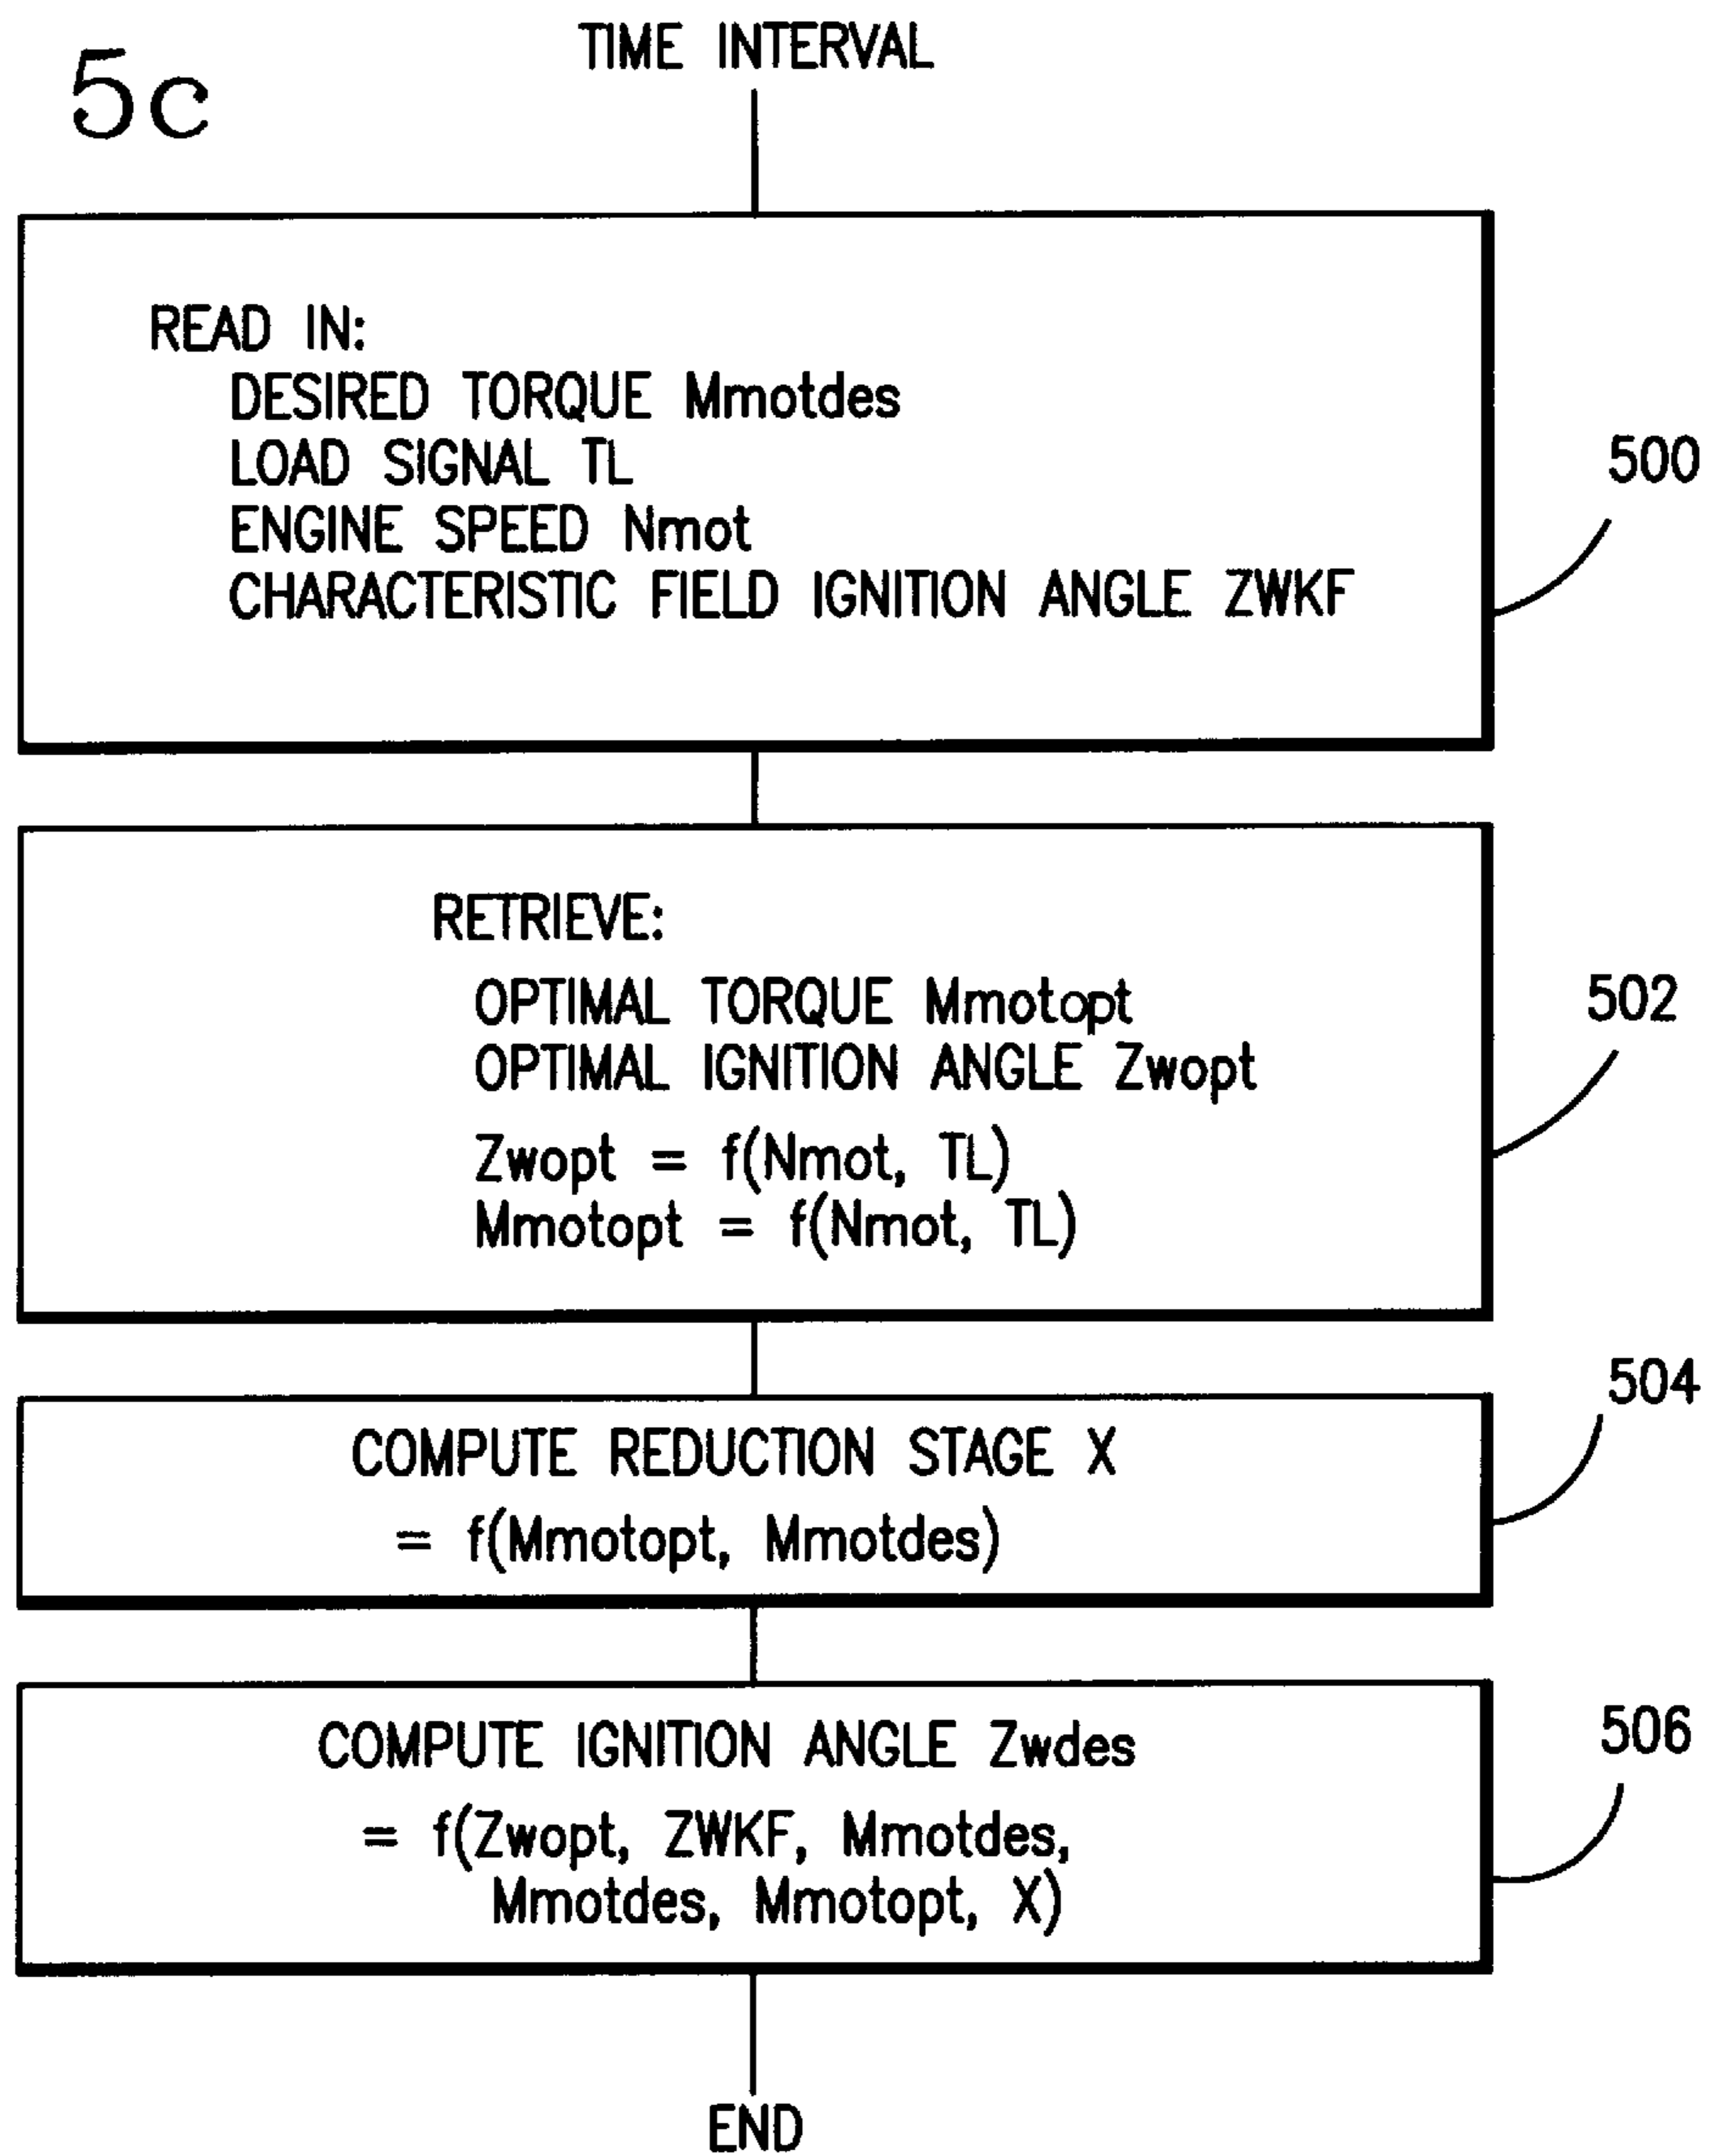 5c
TIME INTERVAL
READ IN:
DESIRED TORQUE Mmotdes
LOAD SIGNAL TL
ENGINE SPEED Nmot
CHARACTERISTIC FIELD IGNITION ANGLE ZWKF
500
RETRIEVE:
OPTIMAL TORQUE Mmotopt
OPTIMAL IGNITION ANGLE Zwopt
Zwopt = f(Nmot, TL)
Mmotopt = f(Nmot, TL)
502
COMPUTE REDUCTION STAGE X
= f(Mmotopt, Mmotdes)
504
COMPUTE IGNITION ANGLE Zwdes
= f(Zwopt, ZWKF, Mmotdes,
Mmotdes, Mmotopt, X)
506
END